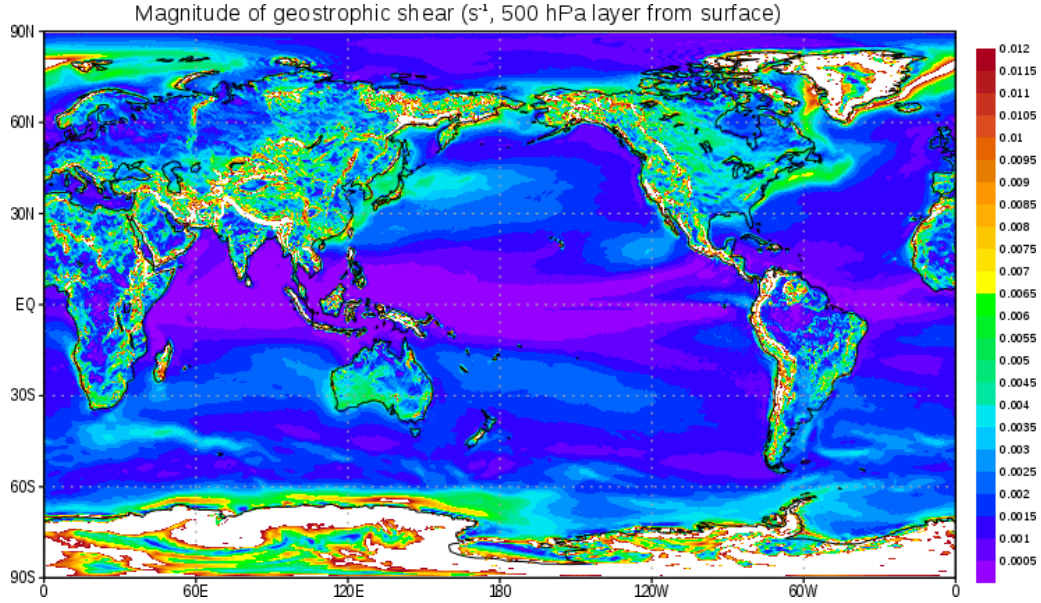 Magnitude of geostrophic shear (s⁻¹, 500 hPa layer from surface)
90N
60N
30N
EQ
30S
60S
90S
0
60E
120E
180
120W
60W
0
0.012
0.0115
0.011
0.0105
0.01
0.0095
0.009
0.0085
0.008
0.0075
0.007
0.0065
0.006
0.0055
0.005
0.0045
0.004
0.0035
0.003
0.0025
0.002
0.0015
0.001
0.0005